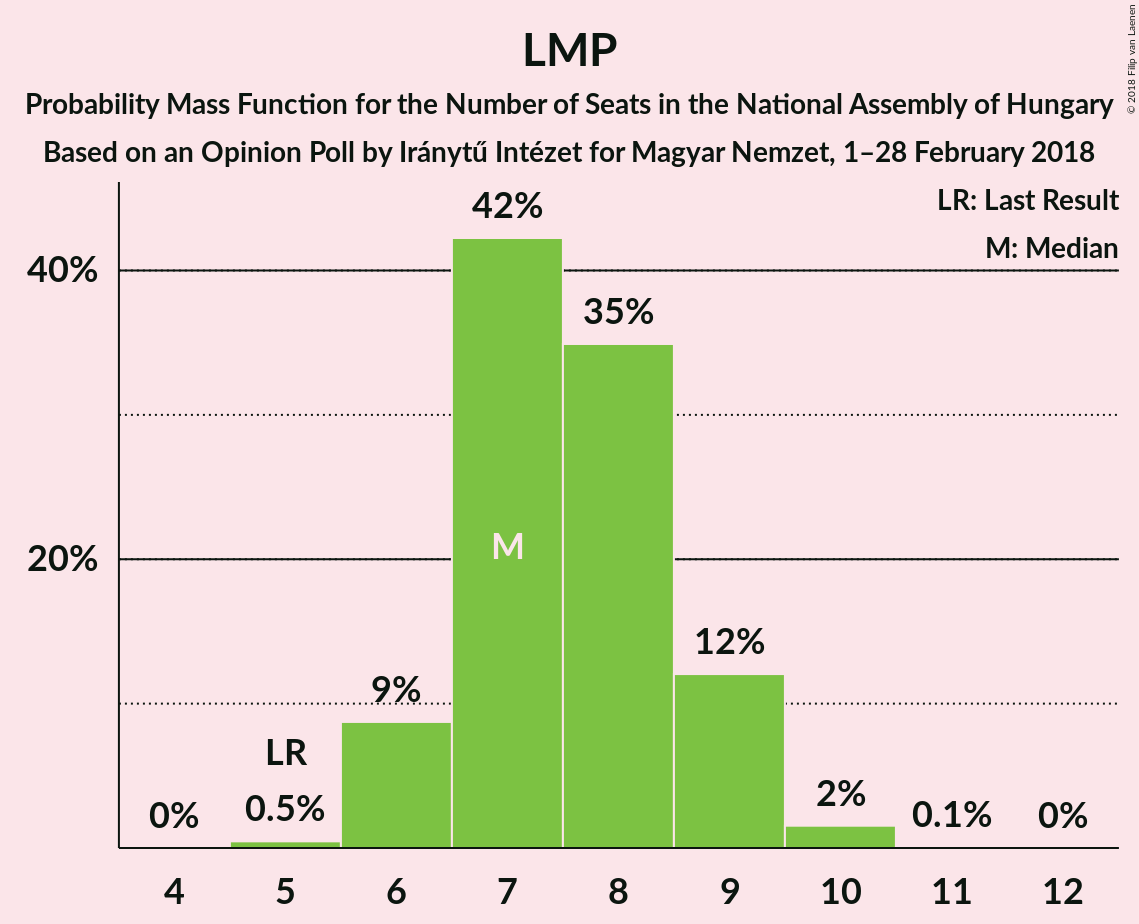 LMP
Probability Mass Function for the Number of Seats in the National Assembly of Hungary
Based on an Opinion Poll by Iránytű Intézet for Magyar Nemzet, 1–28 February 2018
© 2018 Filip van Laenen
LR: Last Result
M: Median
40%
20%
0%
LR
0.5%
9%
42%
M
35%
12%
2%
0.1%
0%
4 5 6 7 8 9 10 11 12